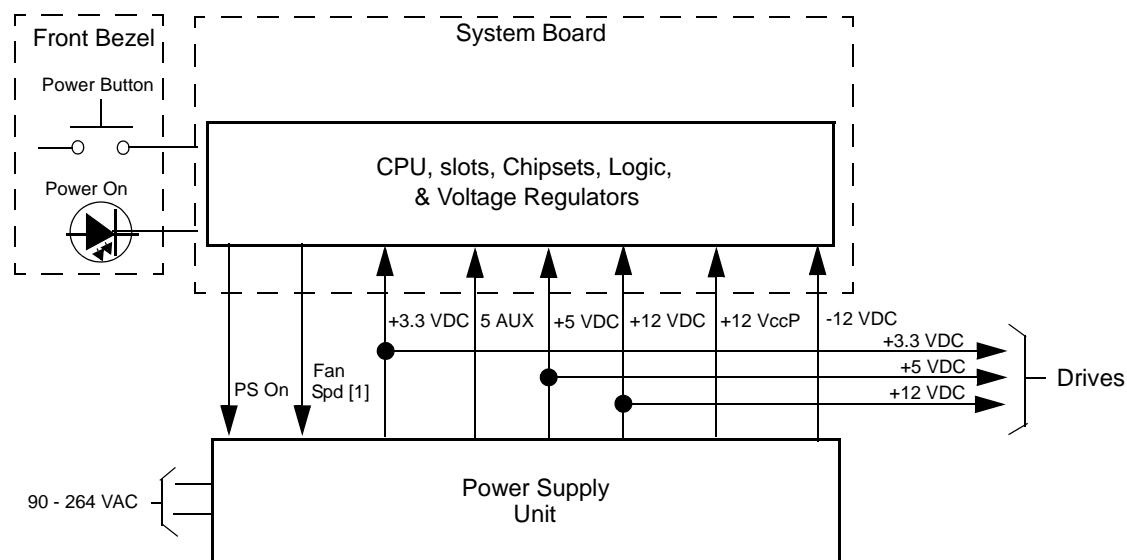 Front Bezel
System Board
Power Button
CPU, slots, Chipsets, Logic,
& Voltage Regulators
Power On
+3.3 VDC
5 AUX
+5 VDC
+12 VDC
+12 VccP
-12 VDC
+3.3 VDC
+5 VDC
+12 VDC
Drives
PS On
Fan
Spd [1]
90 - 264 VAC
Power Supply
Unit